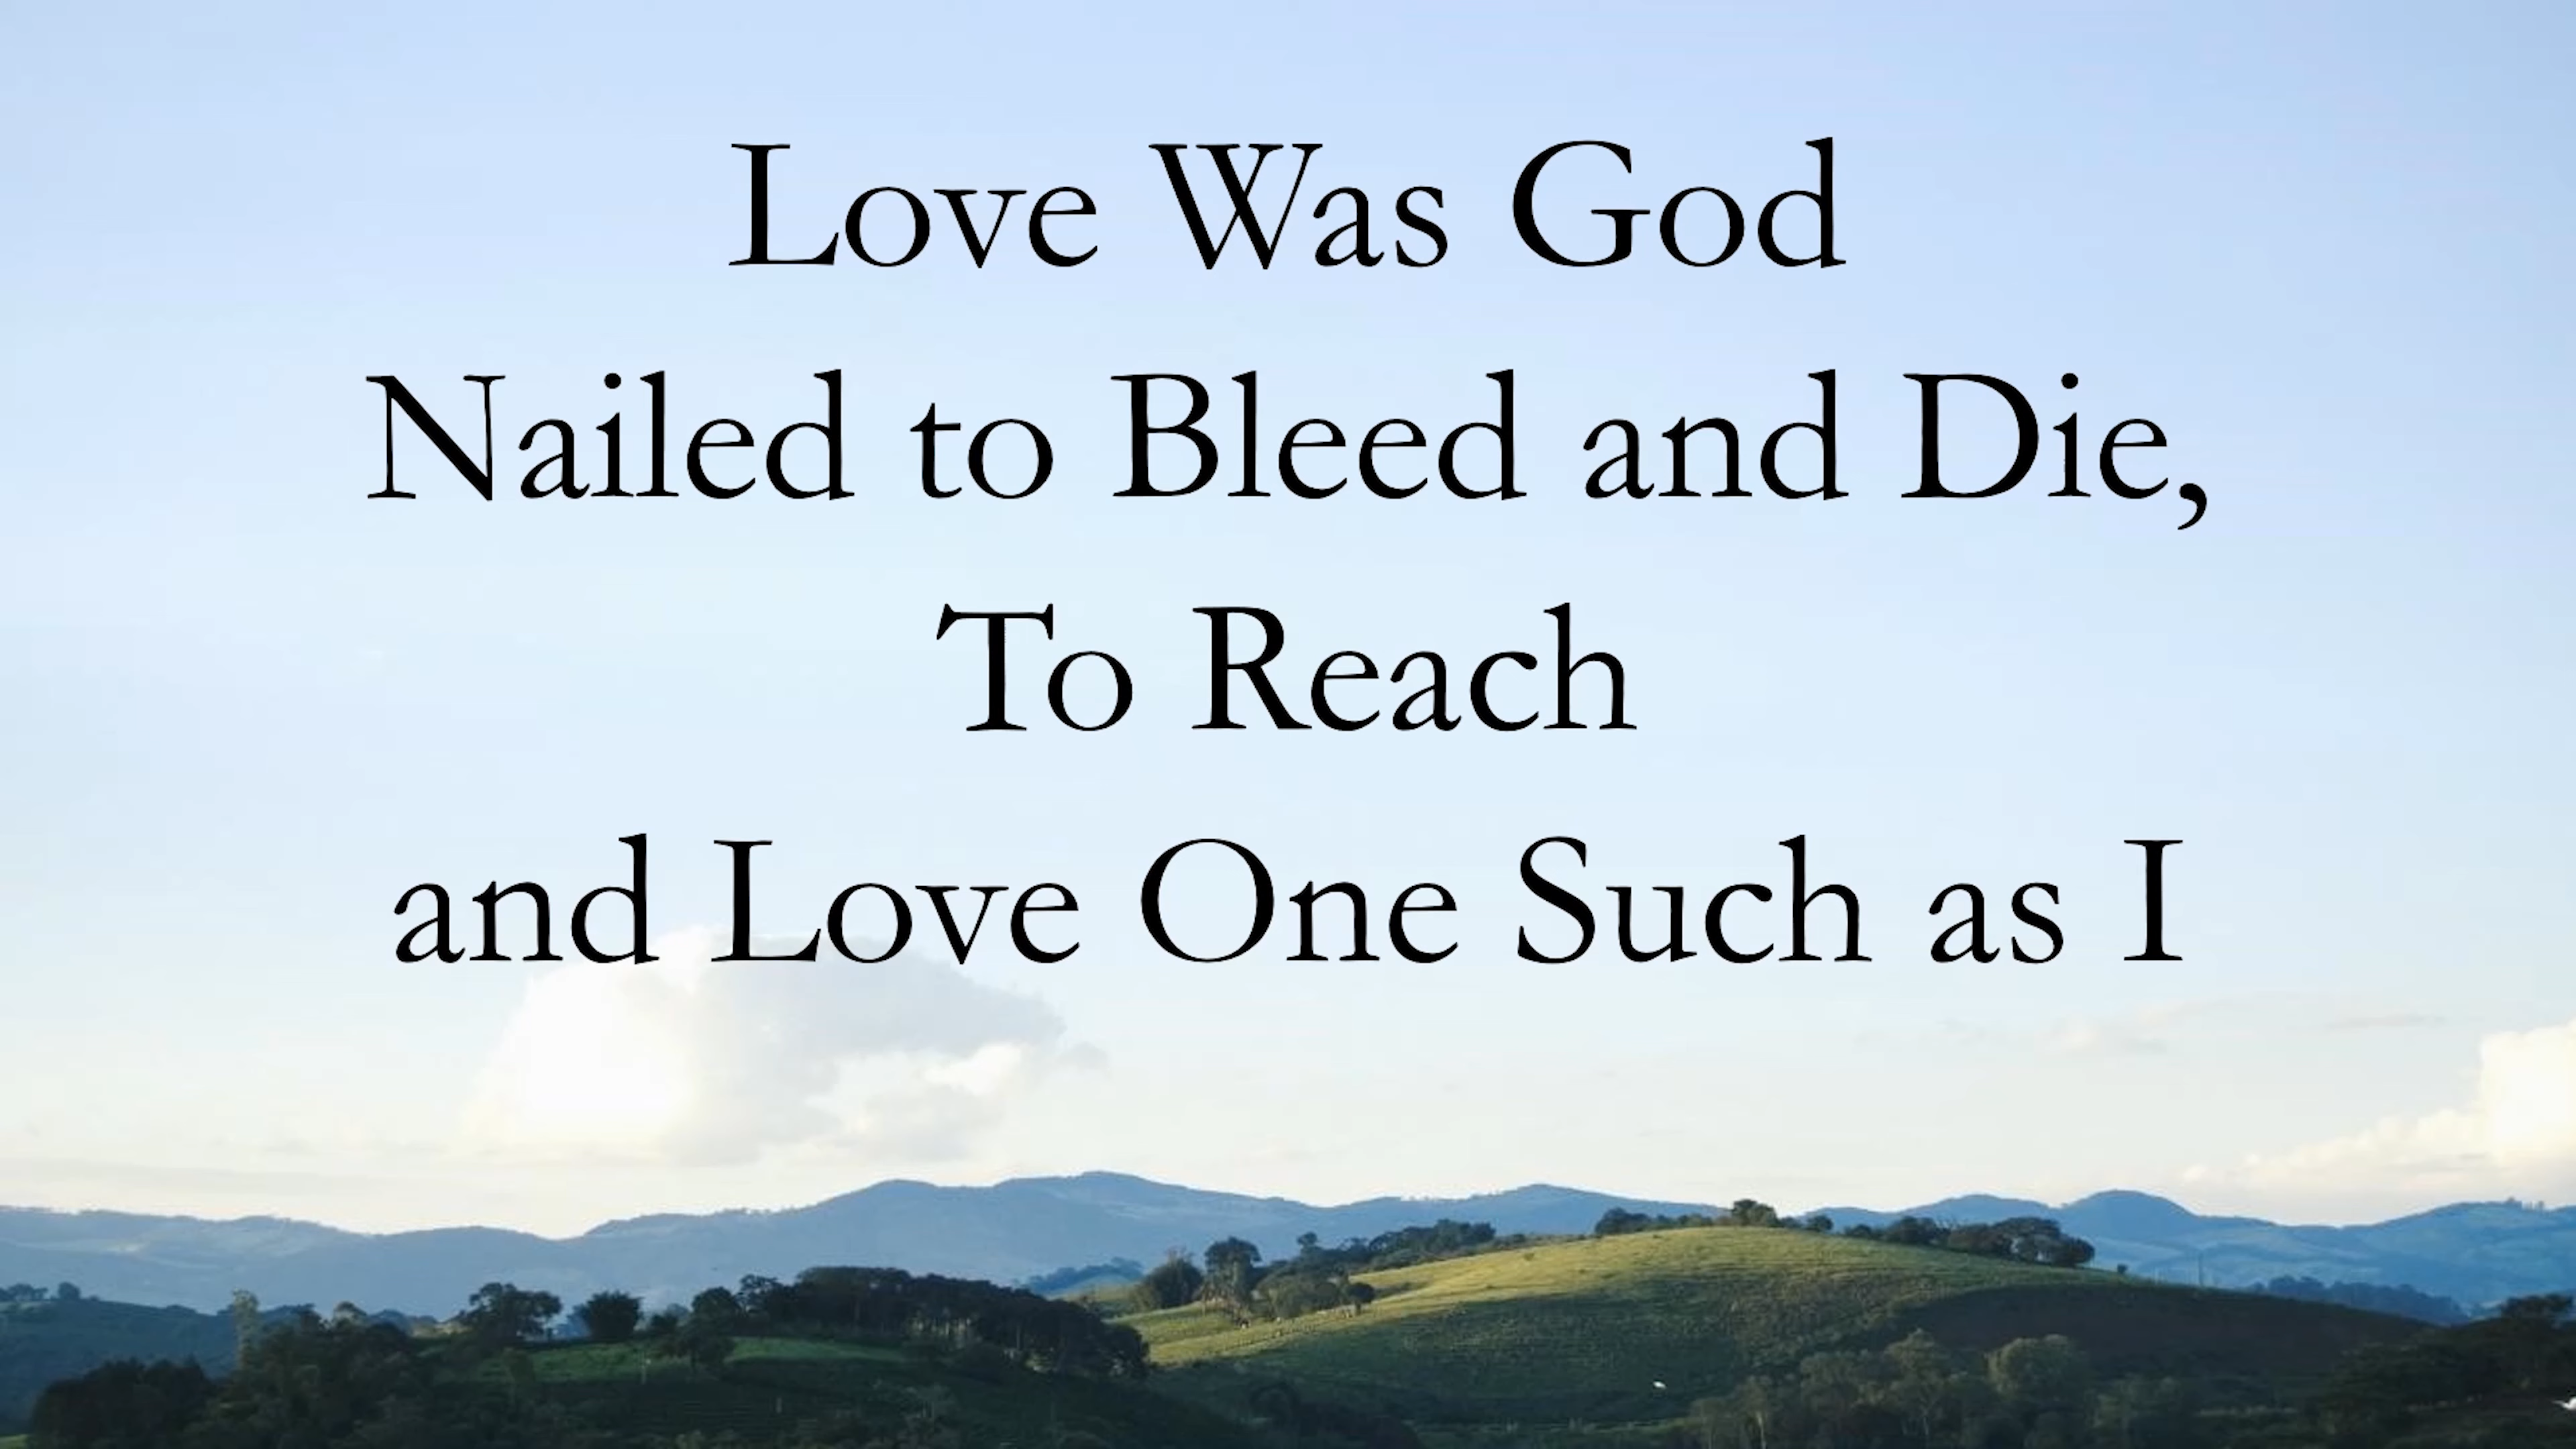 Love Was God
Nailed to Bleed and Die,
To Reach
and Love One Such as I